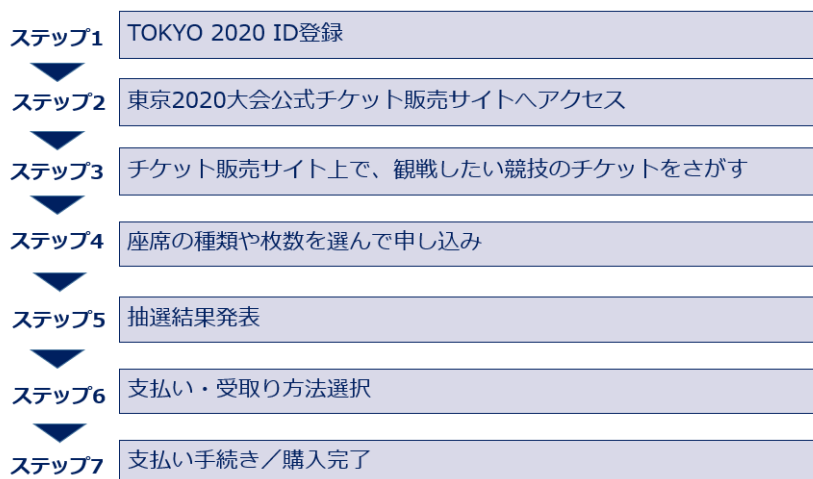 ステップ1 TOKYO 2020 ID登録
ステップ2 東京2020大会公式チケット販売サイトへアクセス
ステップ3 チケット販売サイト上で、観戦したい競技のチケットをさがす
ステップ4 座席の種類や枚数を選んで申し込み
ステップ5 抽選結果発表
ステップ6 支払い・受取り方法選択
ステップ7 支払い手続き／購入完了